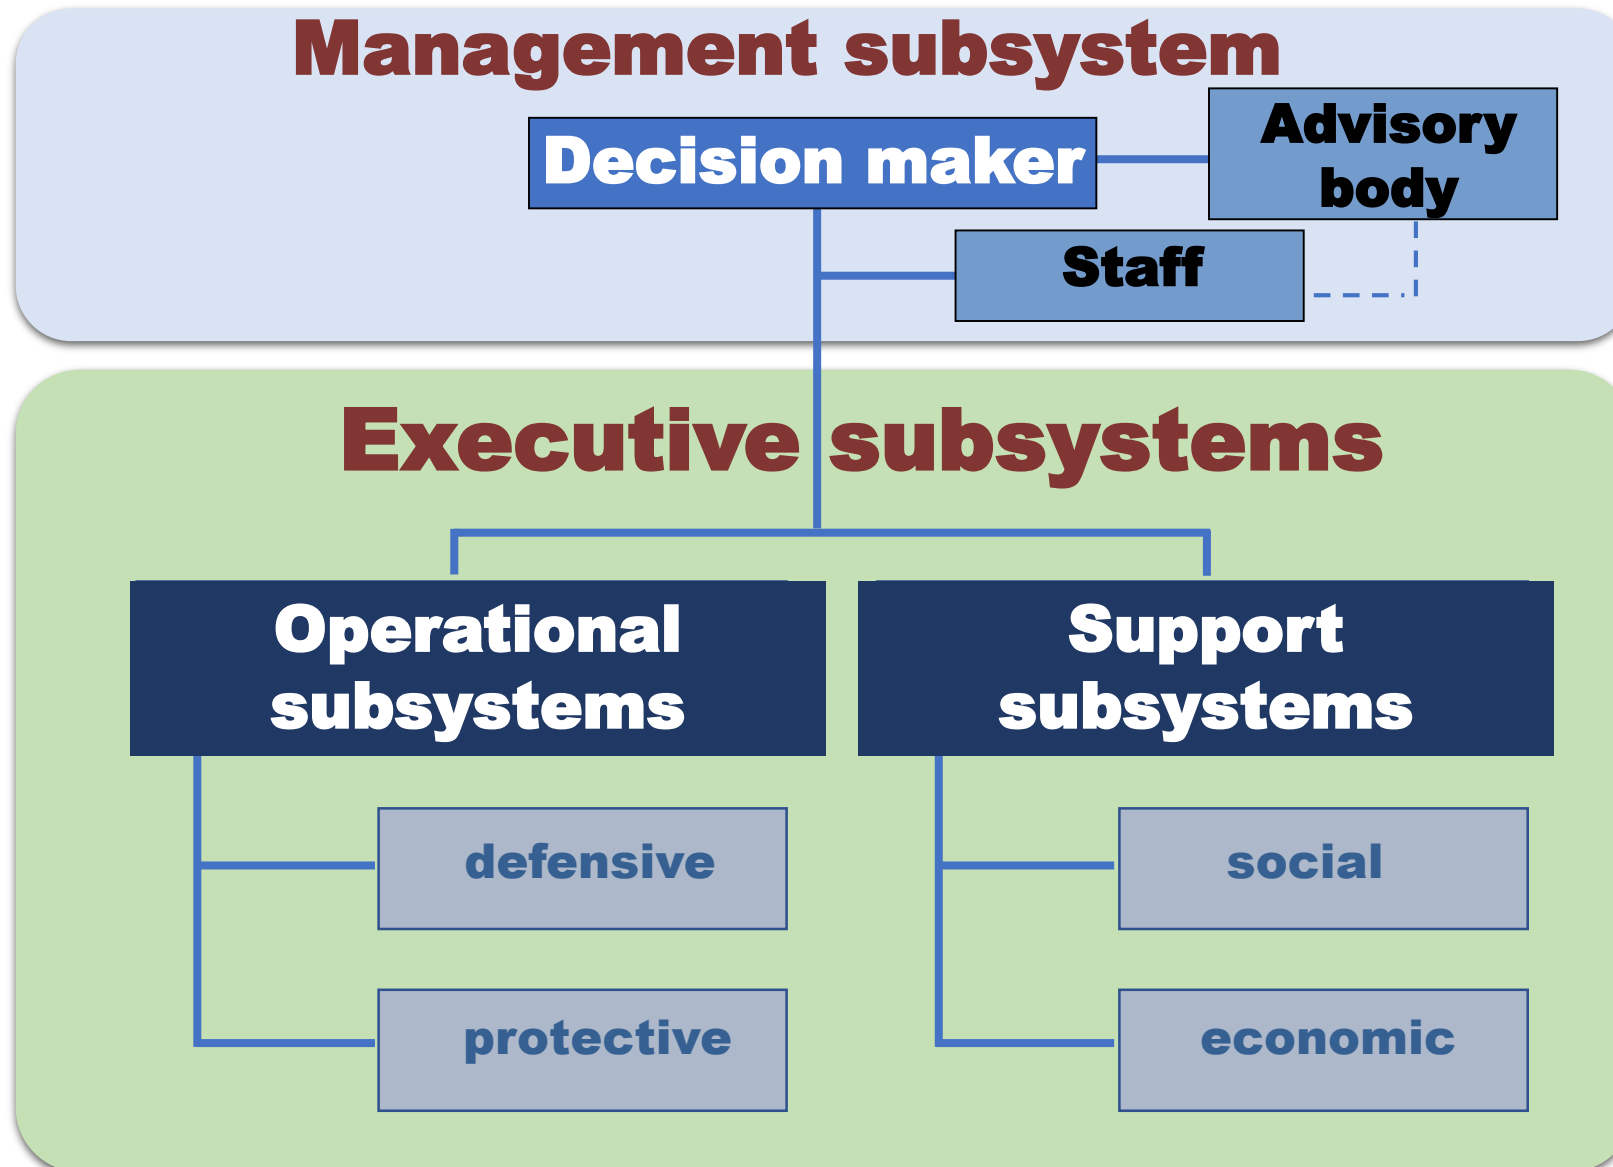 Management subsystem
Decision maker
Advisory
body
Staff
Executive subsystems
Operational
subsystems
Support
subsystems
defensive
social
protective
economic